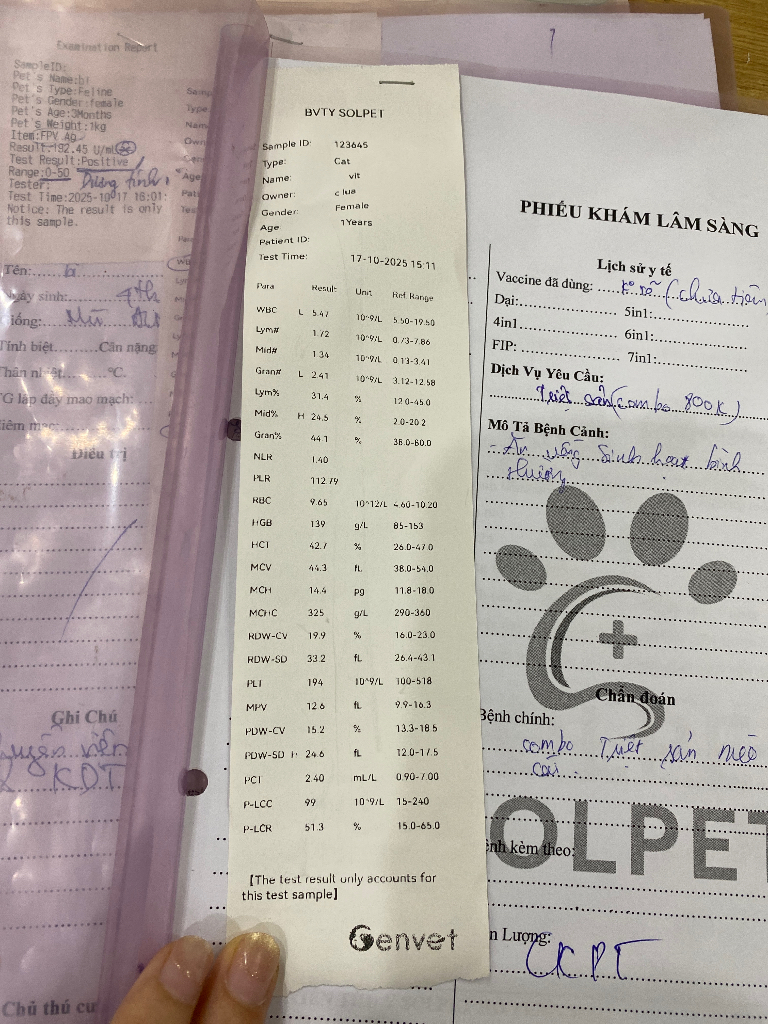 Examination Report
Sample ID:
Pet's Name:bi
Pet's Type:Feline
Pet's Gender:female
Pet's Age:3Months
Pet's Weight:1kg
Item:FPV Ag
Result:192.45 U/ml
Test Result:Positive
Range:0-50
Tester: Dương tính
Test Time:2025-10-17 16:01:
Notice: The result is only
this sample.
Tên: bi
Ngày sinh:
Giống:
Tính biệt Cân nặng
Thân nhiệt °C.
TG lấp đầy mao mạch:
Niêm mạc
Điều trị
Ghi Chú
KDT
Chủ thú cư
BVTY SOLPET
Sample ID: 123645
Type: Cat
Name: vit
Owner: c lua
Gender: Female
Age 1Years
Patient ID:
Test Time: 17-10-2025 15:11
Para Result Unit Ref. Range
WBC L 5.47 10^9/L 5.50-19.50
Lym# 1.72 10^9/L 0.73-7.86
Mid# 1.34 10^9/L 0.13-3.41
Gran# L 2.41 10^9/L 3.12-12.58
Lym% 31.4 % 12.0-45.0
Mid% H 24.5 % 2.0-20.2
Gran% 44.1 % 38.0-80.0
NLR 1.40
PLR 112.79
RBC 9.65 10^12/L 4.60-10.20
HGB 139 g/L 85-153
HCT 42.7 % 26.0-47.0
MCV 44.3 fL 38.0-54.0
MCH 14.4 pg 11.8-18.0
MCHC 325 g/L 290-360
RDW-CV 19.9 % 16.0-23.0
RDW-SD 33.2 fL 26.4-43.1
PLT 194 10^9/L 100-518
MPV 12.6 fL 9.9-16.3
PDW-CV 15.2 % 13.3-18.5
PDW-SD H 24.6 fL 12.0-17.5
PCT 2.40 mL/L 0.90-7.00
P-LCC 99 10^9/L 15-240
P-LCR 51.3 % 15.0-65.0
【The test result only accounts for
this test sample】
Genvet
PHIẾU KHÁM LÂM SÀNG
Lịch sử y tế
Vaccine đã dùng: K rõ (chưa tiêm
Dại: 5in1:
4in1 6in1:
FIP: 7in1:
Dịch Vụ Yêu Cầu:
Triệt sản (combo 800K)
Mô Tả Bệnh Cảnh:
- Ăn uống sinh hoạt bình
thường
Chẩn đoán
Bệnh chính:
combo Triệt sản mèo
cái
OLPET
nh kèm theo:
n Lượng:
CKPT